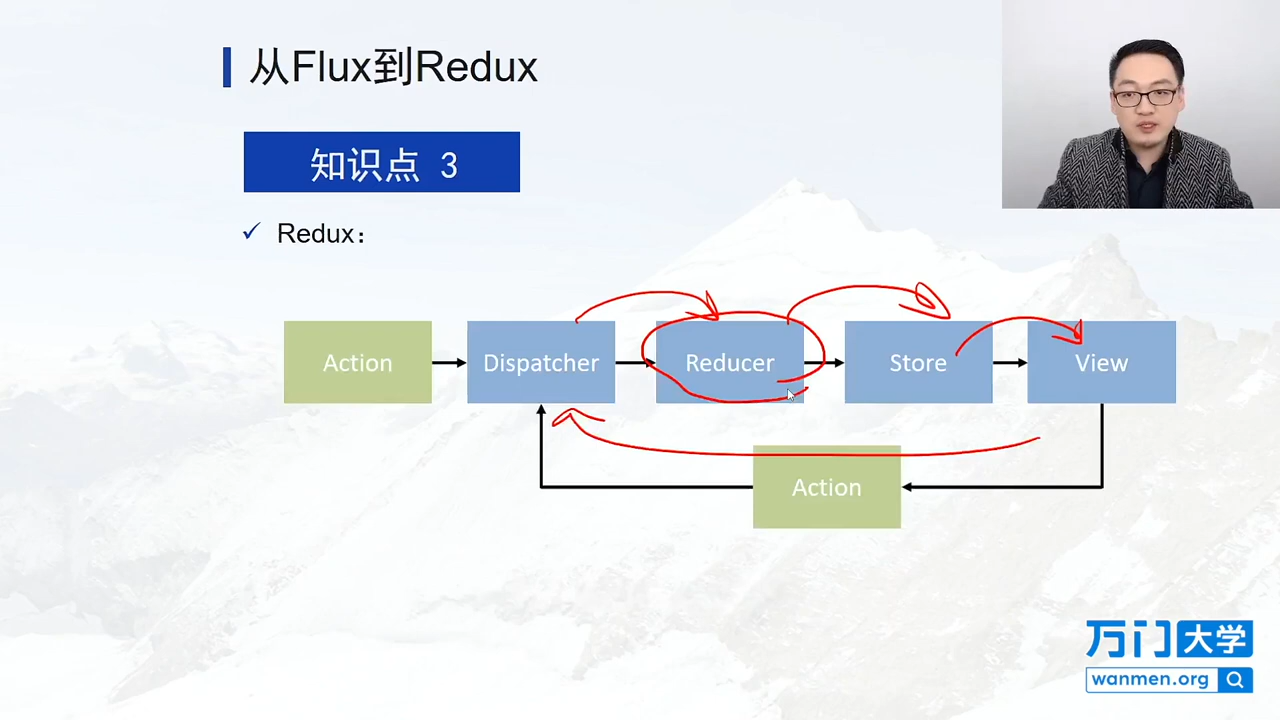 从Flux到Redux
知识点 3
✓ Redux：
Action
Dispatcher
Reducer
Store
View
Action
万门大学
wanmen.org